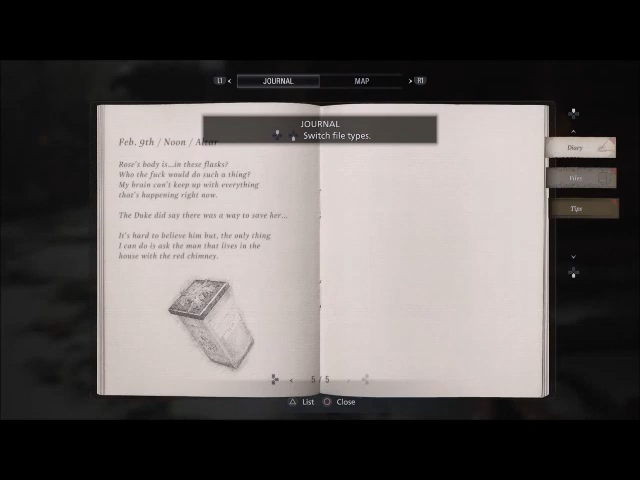 L1 JOURNAL MAP R1
JOURNAL
Switch file types.
Feb. 9th / Noon / Altar
Rose's body is...in these flasks?
Who the fuck would do such a thing?
My brain can't keep up with everything
that's happening right now.
The Duke did say there was a way to save her...
It's hard to believe him but, the only thing
I can do is ask the man that lives in the
house with the red chimney.
Diary
Files
Tips
5 / 5
List Close